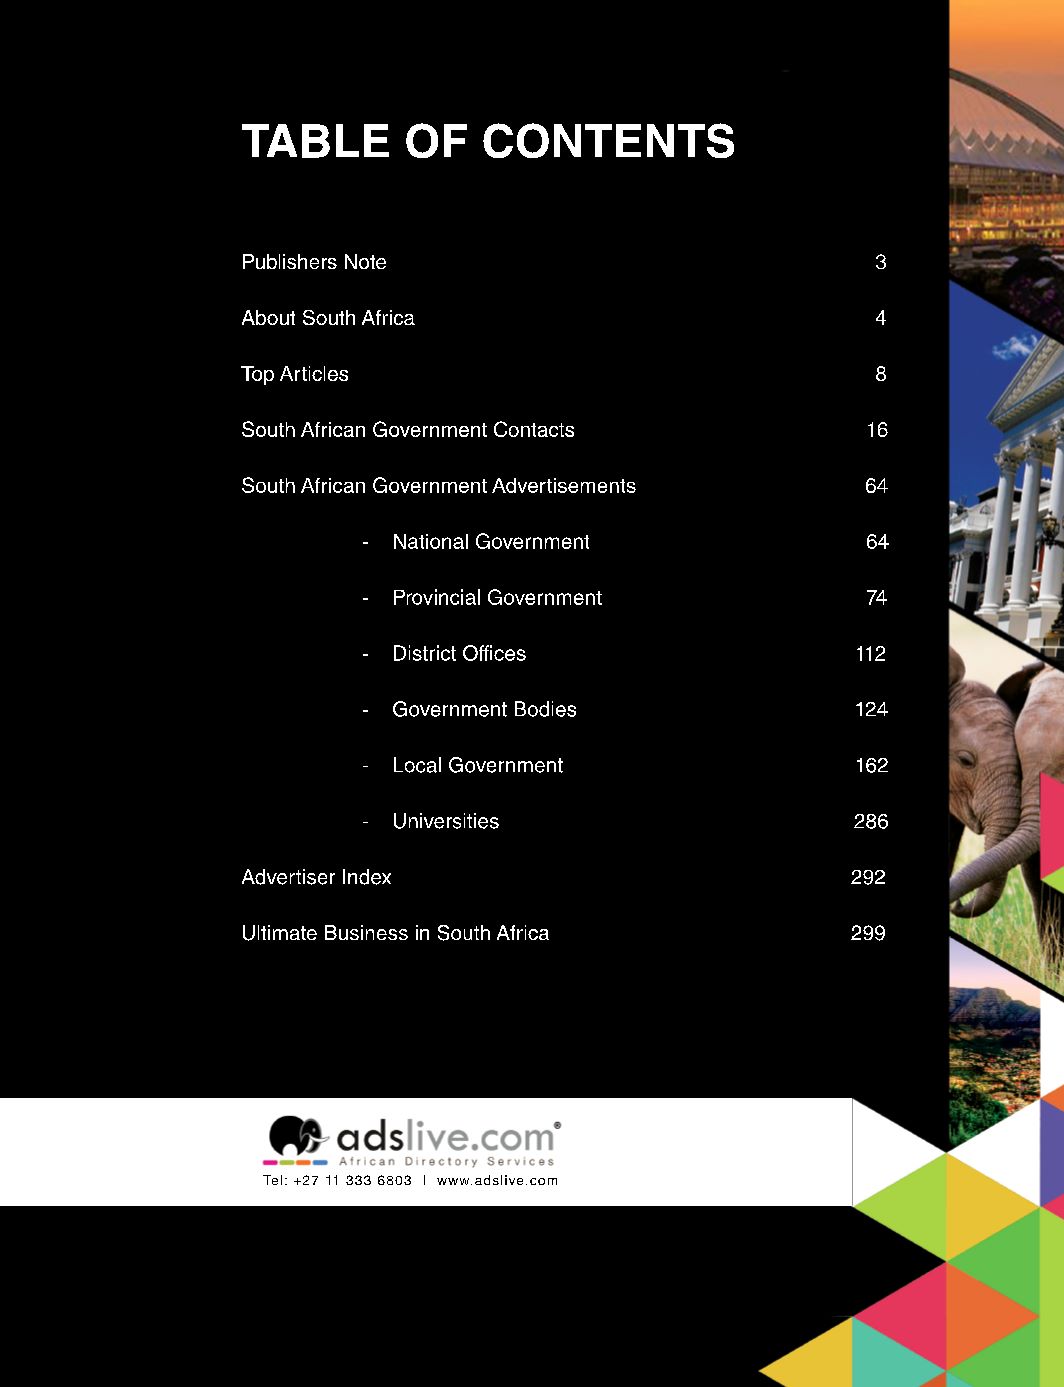 TABLE OF CONTENTS
Publishers Note 3
About South Africa 4
Top Articles 8
South African Government Contacts 16
South African Government Advertisements 64
- National Government 64
- Provincial Government 74
- District Offices 112
- Government Bodies 124
- Local Government 162
- Universities 286
Advertiser Index 292
Ultimate Business in South Africa 299
adslive.com®
African Directory Services
Tel: +27 11 333 6803 | www.adslive.com